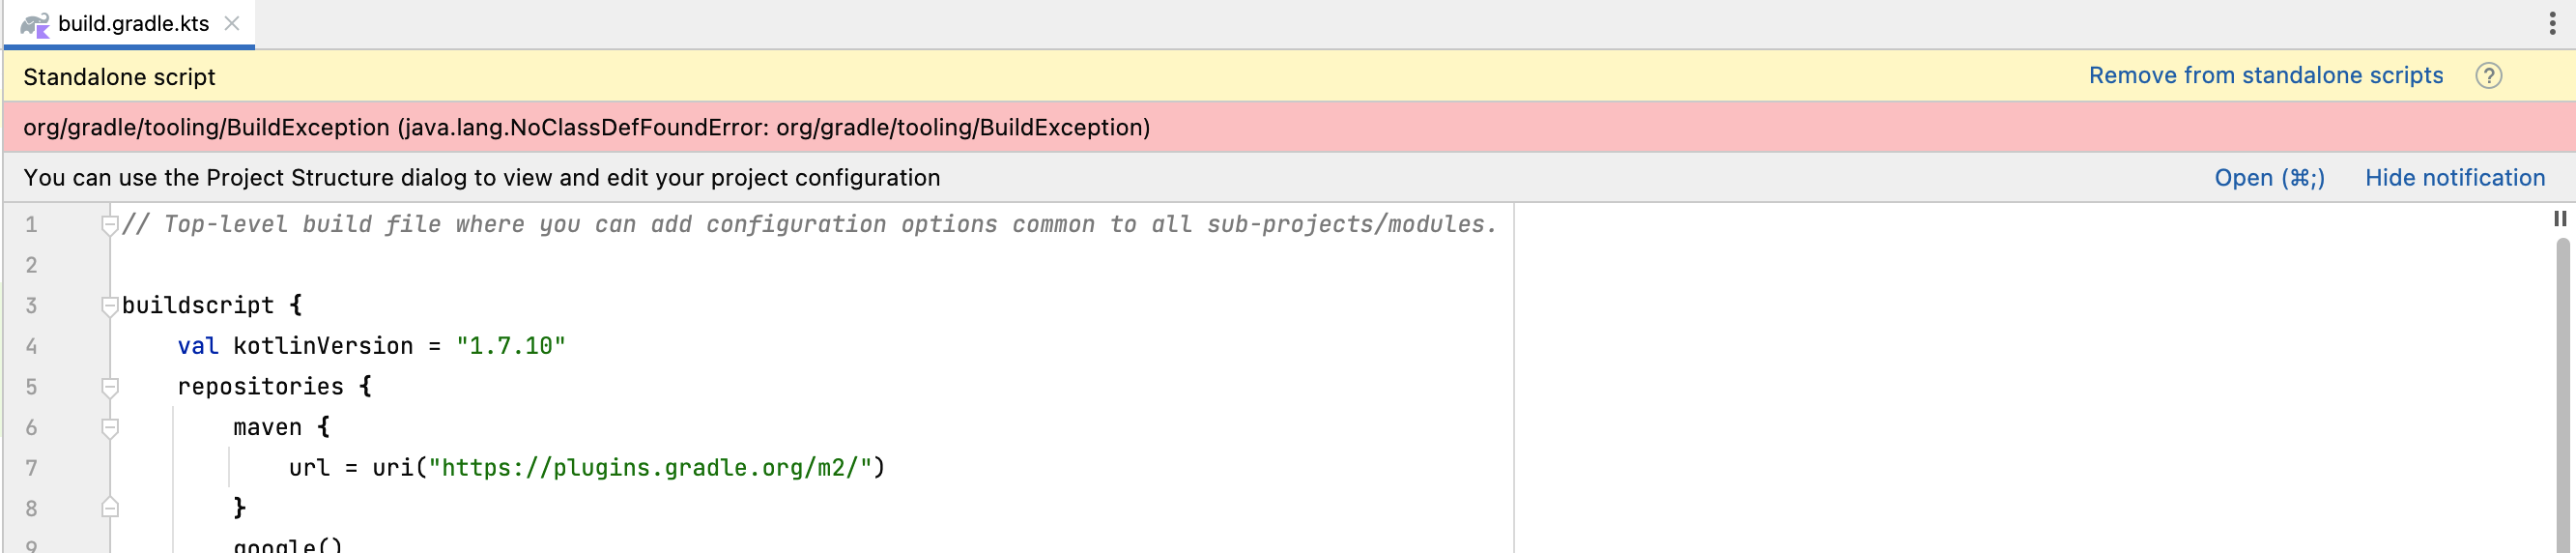 build.gradle.kts
Standalone script Remove from standalone scripts ?
org/gradle/tooling/BuildException (java.lang.NoClassDefFoundError: org/gradle/tooling/BuildException)
You can use the Project Structure dialog to view and edit your project configuration Open (⌘;) Hide notification
1 // Top-level build file where you can add configuration options common to all sub-projects/modules.
2
3 buildscript {
4 val kotlinVersion = "1.7.10"
5 repositories {
6 maven {
7 url = uri("https://plugins.gradle.org/m2/")
8 }
9 google()